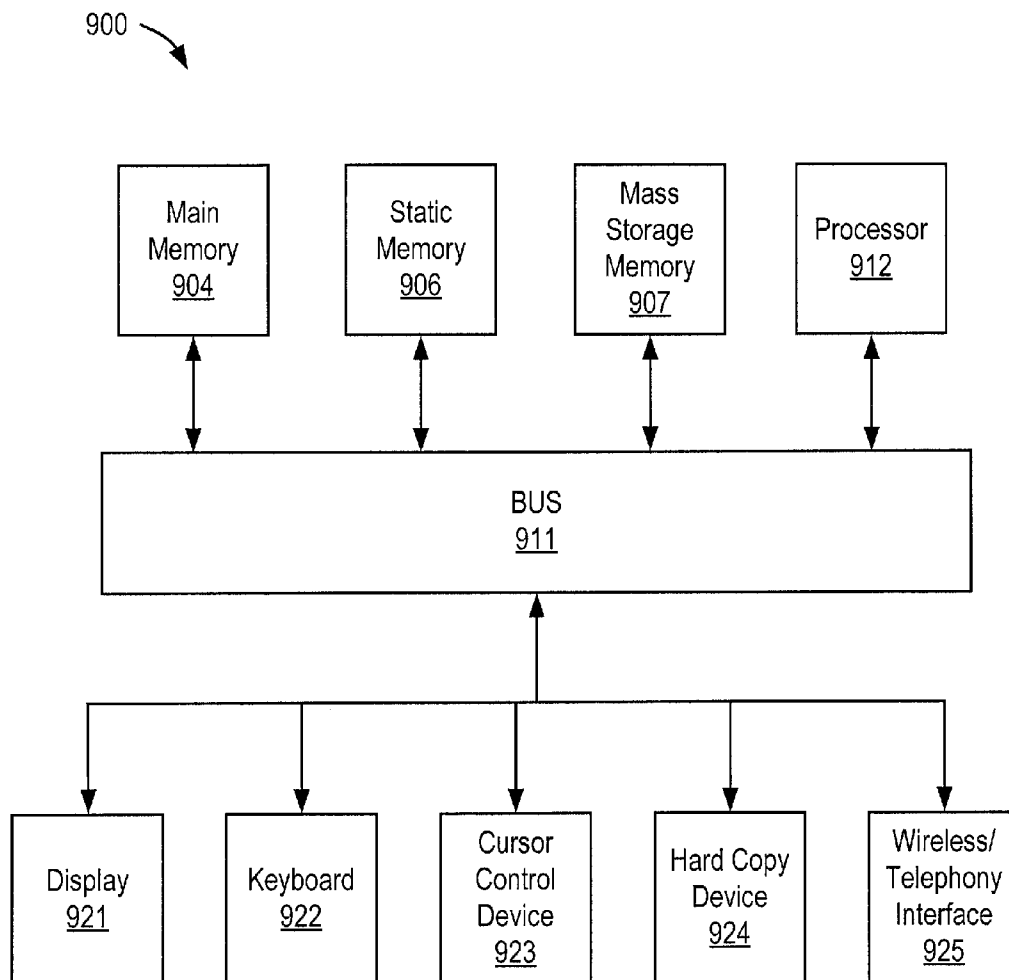 900
Main
Memory
904
Static
Memory
906
Mass
Storage
Memory
907
Processor
912
BUS
911
Display
921
Keyboard
922
Cursor
Control
Device
923
Hard Copy
Device
924
Wireless/
Telephony
Interface
925